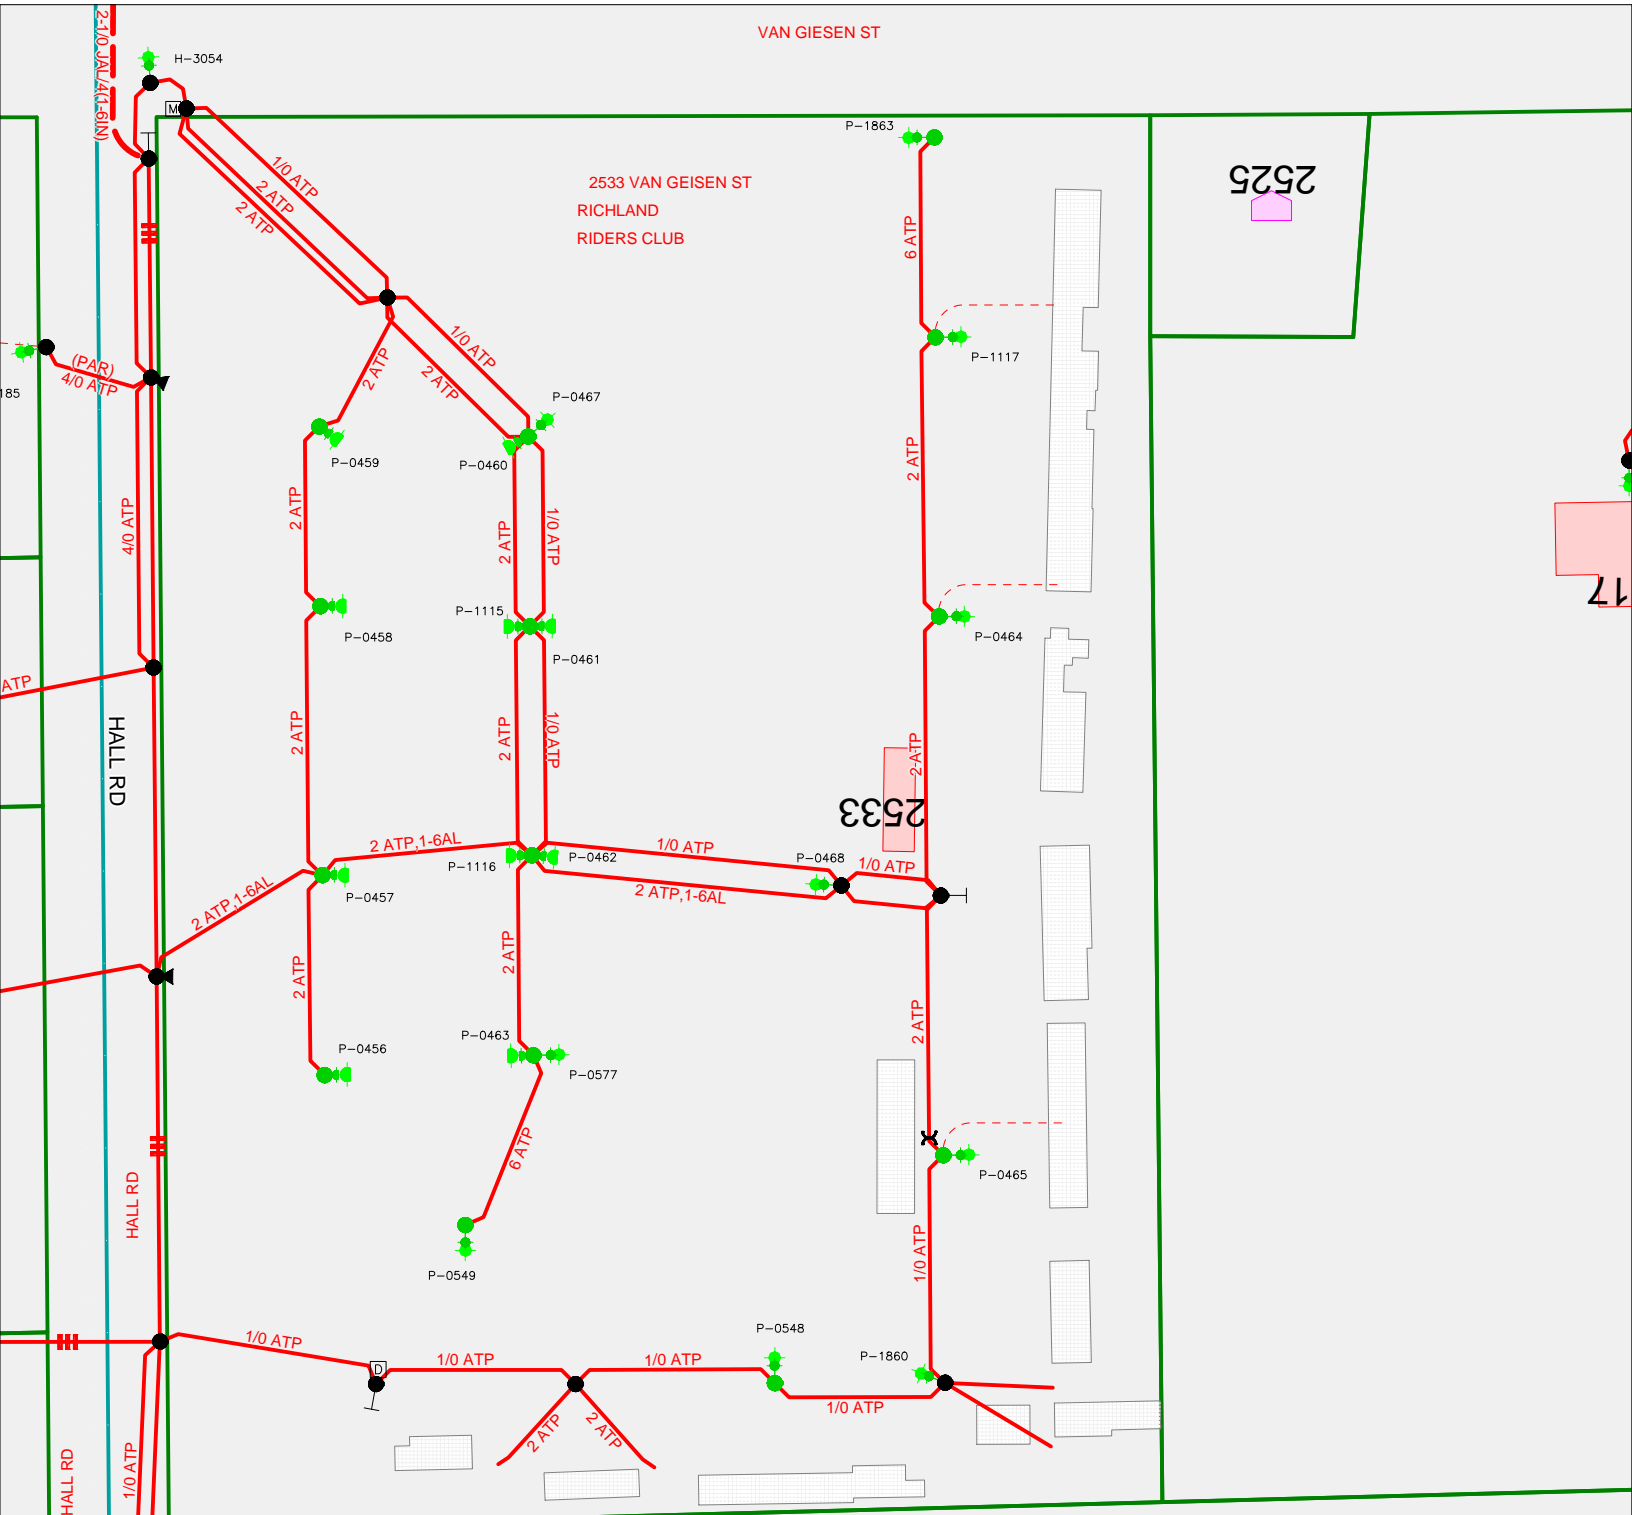 VAN GIESEN ST
2-1/0 JAL/4(1-6IN)
H-3054
M
P-1863
1/0 ATP
2 ATP
2 ATP
2533 VAN GEISEN ST
RICHLAND
RIDERS CLUB
2525
6 ATP
(PAR)
4/0 ATP
185
2 ATP
1/0 ATP
2 ATP
P-1117
P-0467
P-0459
P-0460
2 ATP
4/0 ATP
2 ATP
2 ATP
1/0 ATP
17
P-0458
P-1115
P-0461
P-0464
ATP
HALL RD
2 ATP
2 ATP
1/0 ATP
2 ATP
2533
2 ATP,1-6AL
1/0 ATP
P-1116
P-0462
P-0468
1/0 ATP
2 ATP,1-6AL
P-0457
2 ATP,1-6AL
2 ATP
2 ATP
2 ATP
P-0456
P-0463
P-0577
6 ATP
HALL RD
P-0465
P-0549
1/0 ATP
1/0 ATP
D
1/0 ATP
1/0 ATP
P-0548
P-1860
1/0 ATP
2 ATP
2 ATP
1/0 ATP
HALL RD